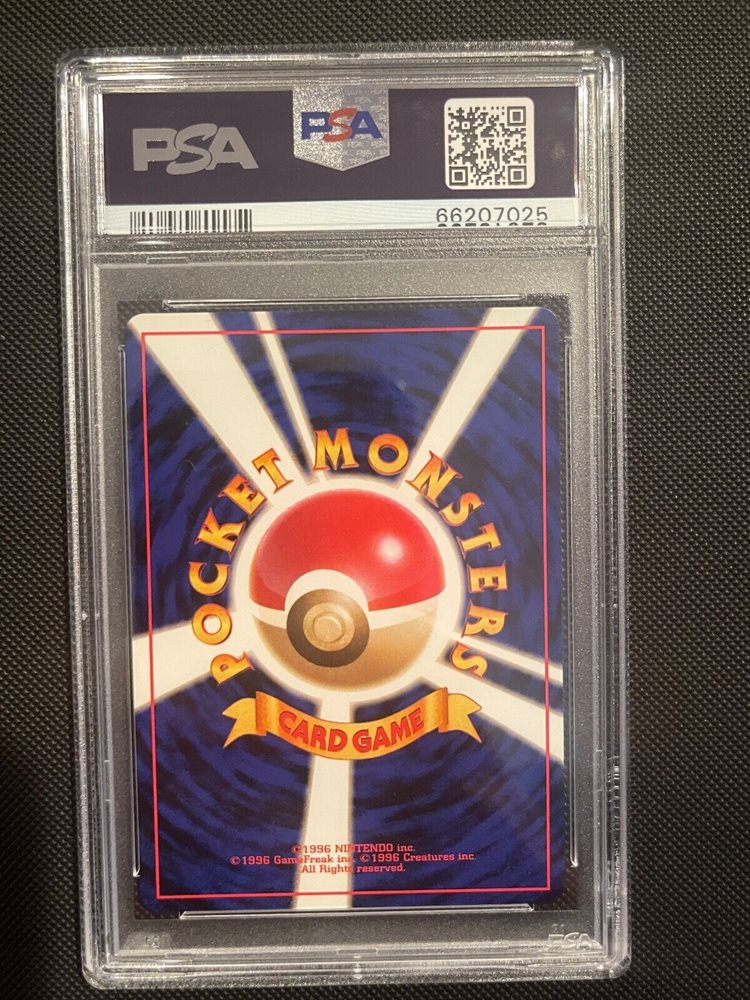 PSA
PSA
66207025
POCKET MONSTERS
CARD GAME
©1996 NINTENDO inc.
©1996 GameFreak inc. ©1996 Creatures inc.
All Rights reserved.
PSA